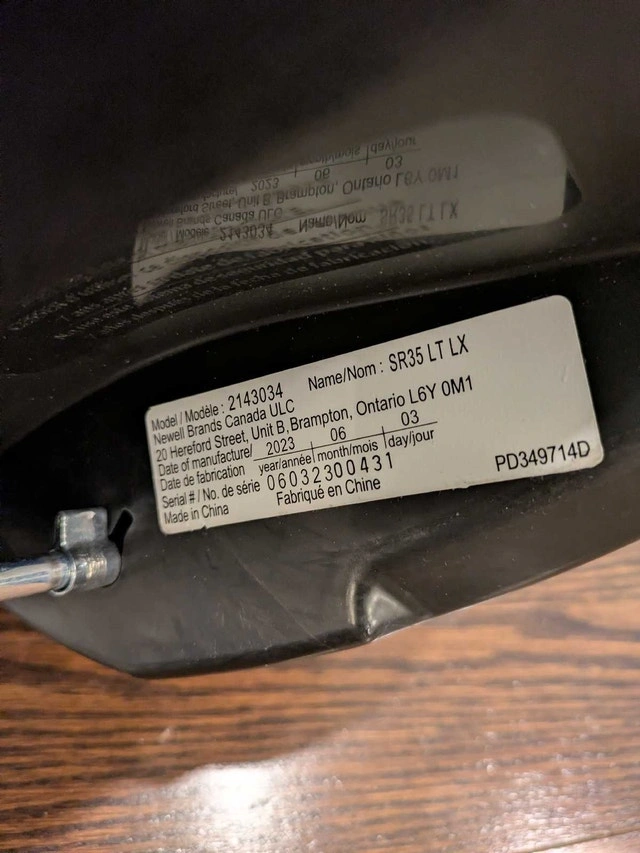 Model / Modèle : 2143034 Name/Nom : SR35 LT LX
Newell Brands Canada ULC
20 Hereford Street, Unit B, Brampton, Ontario L6Y 0M1
Date of manufacture/ 2023 | 06 | 03
Date de fabrication year/année | month/mois | day/jour
Serial # / No. de série 06032300431
Made in China Fabriqué en Chine
PD349714D